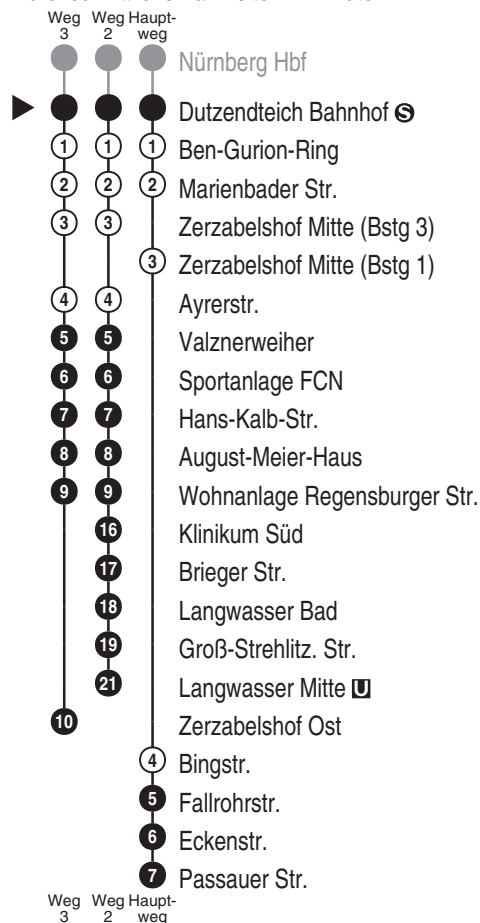 Weg Weg Haupt-
3 2 weg
Nürnberg Hbf
Dutzendteich Bahnhof S
1 1 1 Ben-Gurion-Ring
2 2 2 Marienbader Str.
3 3 Zerzabelshof Mitte (Bstg 3)
3 Zerzabelshof Mitte (Bstg 1)
4 4 Ayrerstr.
5 5 Valznerweiher
6 6 Sportanlage FCN
7 7 Hans-Kalb-Str.
8 8 August-Meier-Haus
9 9 Wohnanlage Regensburger Str.
16 Klinikum Süd
17 Brieger Str.
18 Langwasser Bad
19 Groß-Strehlitz. Str.
21 Langwasser Mitte U
10 Zerzabelshof Ost
4 Bingstr.
5 Fallrohrstr.
6 Eckenstr.
7 Passauer Str.
Weg Weg Haupt-
3 2 weg